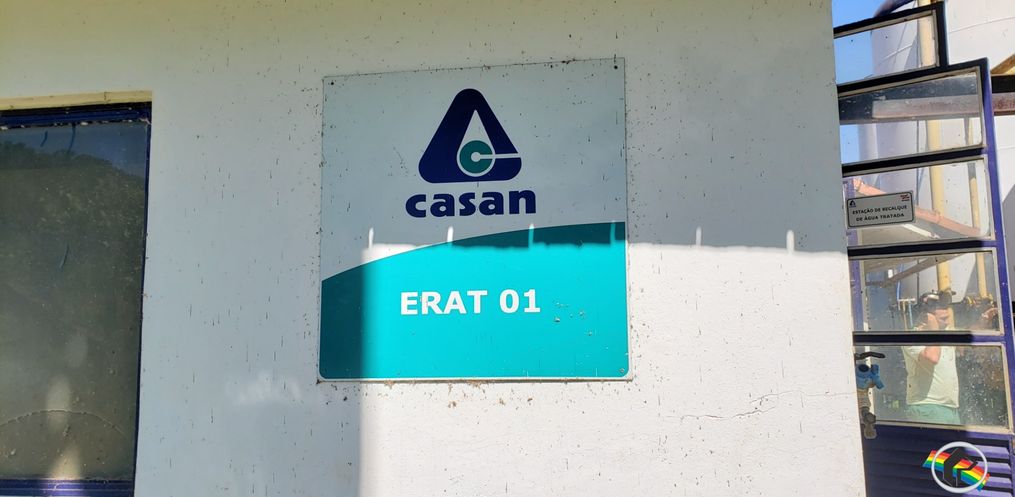 casan
ERAT 01
ESTAÇÃO DE RECALQUE
DE ÁGUA TRATADA